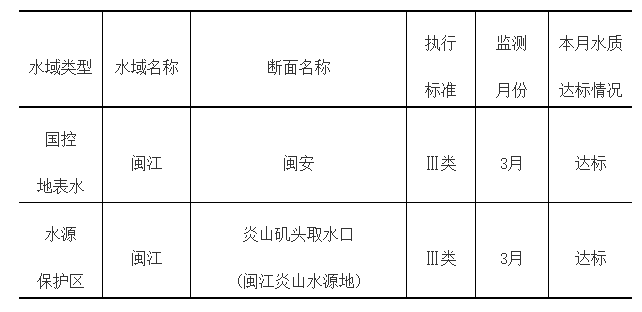 水域类型 水域名称 断面名称 执行标准 监测月份 本月水质达标情况
国控地表水 闽江 闽安 Ⅲ类 3月 达标
水源保护区 闽江 炎山矶头取水口(闽江炎山水源地) Ⅲ类 3月 达标